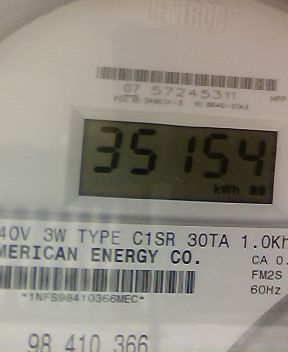 CENTRON
07 57245311
35154
kWh
40V 3W TYPE C1SR 30TA 1.0Kh
MERICAN ENERGY CO.
CA 0.
FM2S
*1NFS98410366MEC*
60Hz
98 410 366